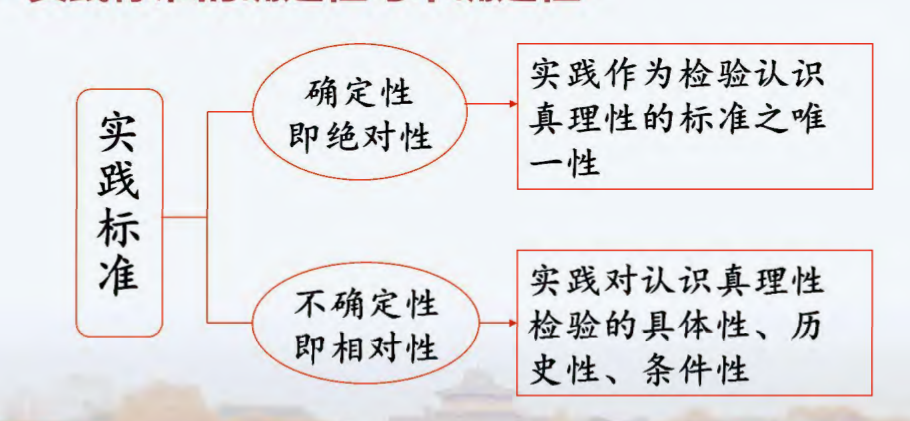 实践标准
确定性
即绝对性
实践作为检验认识
真理性的标准之唯
一性
不确定性
即相对性
实践对认识真理性
检验的具体性、历
史性、条件性